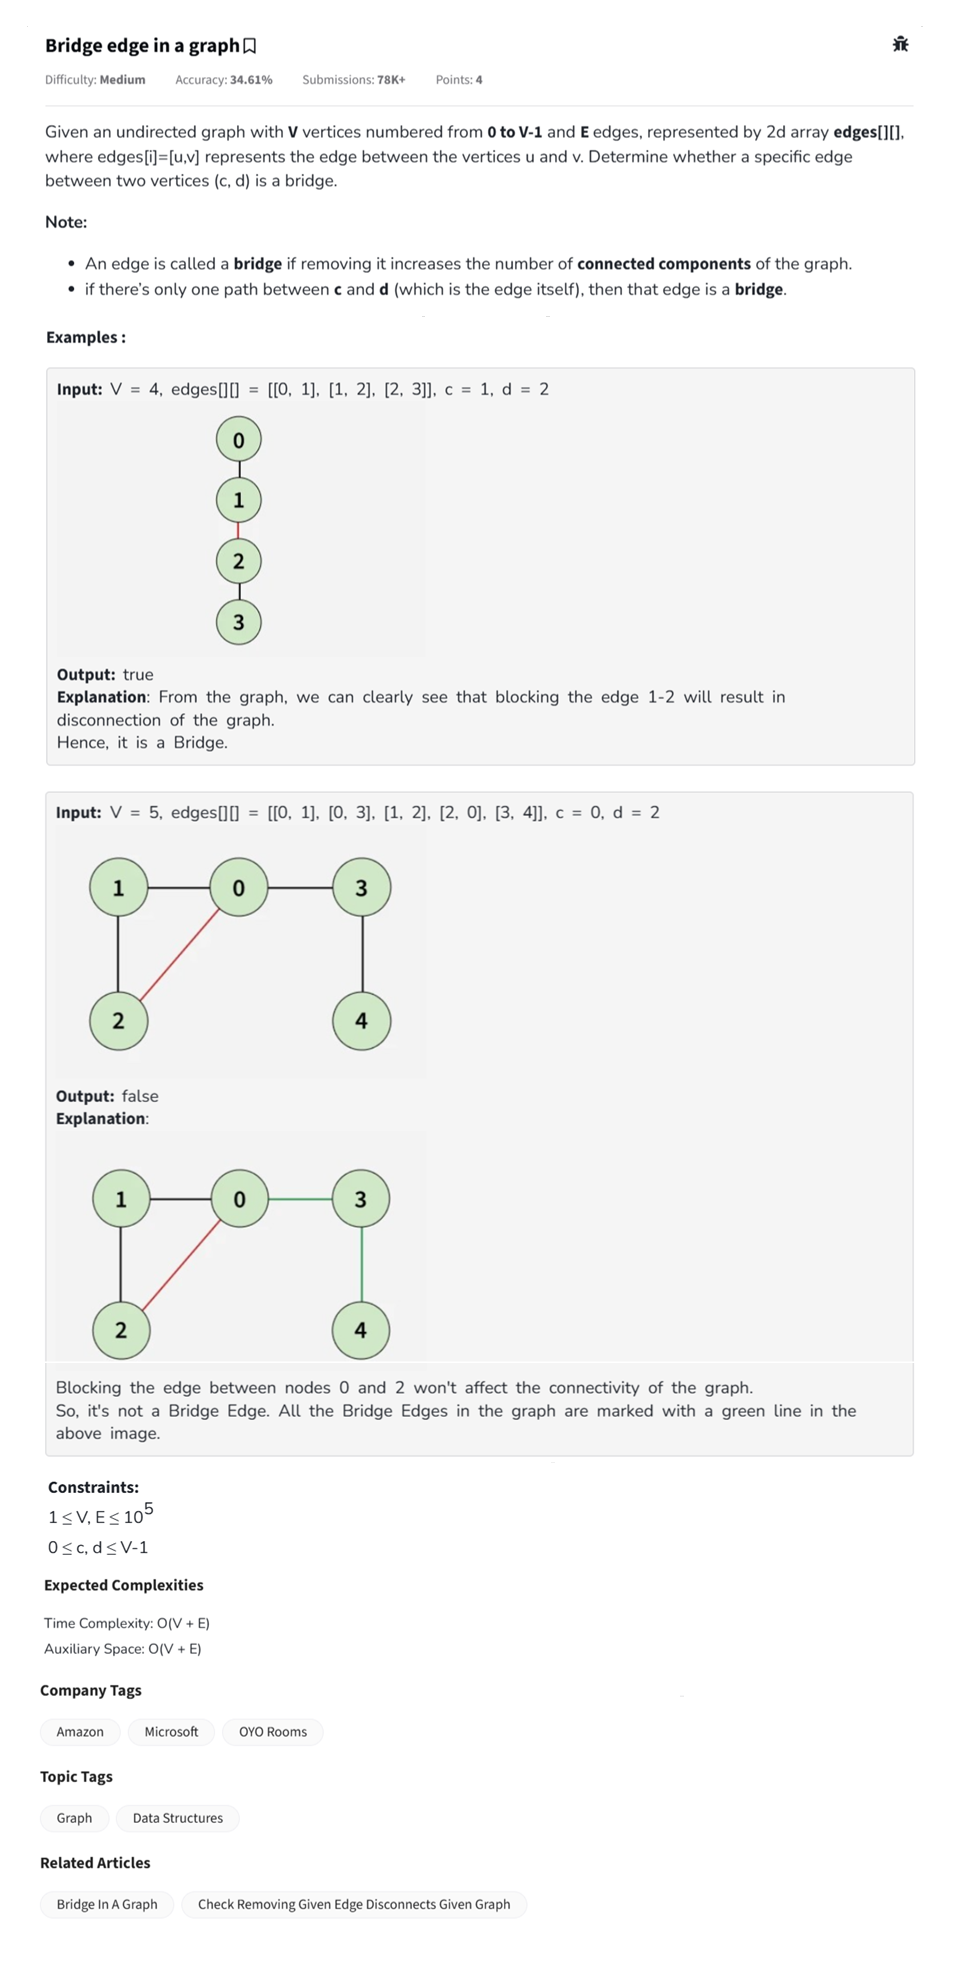 Bridge edge in a graph
Difficulty: Medium Accuracy: 34.61% Submissions: 78K+ Points: 4
Given an undirected graph with V vertices numbered from 0 to V-1 and E edges, represented by 2d array edges[][],
where edges[i]=[u,v] represents the edge between the vertices u and v. Determine whether a specific edge
between two vertices (c, d) is a bridge.
Note:
• An edge is called a bridge if removing it increases the number of connected components of the graph.
• if there's only one path between c and d (which is the edge itself), then that edge is a bridge.
Examples :
Input: V = 4, edges[][] = [[0, 1], [1, 2], [2, 3]], c = 1, d = 2
0
1
2
3
Output: true
Explanation: From the graph, we can clearly see that blocking the edge 1-2 will result in
disconnection of the graph.
Hence, it is a Bridge.
Input: V = 5, edges[][] = [[0, 1], [0, 3], [1, 2], [2, 0], [3, 4]], c = 0, d = 2
1 0 3
2 4
Output: false
Explanation:
1 0 3
2 4
Blocking the edge between nodes 0 and 2 won't affect the connectivity of the graph.
So, it's not a Bridge Edge. All the Bridge Edges in the graph are marked with a green line in the
above image.
Constraints:
1 ≤ V, E ≤ 10^5
0 ≤ c, d ≤ V-1
Expected Complexities
Time Complexity: O(V + E)
Auxiliary Space: O(V + E)
Company Tags
Amazon Microsoft OYO Rooms
Topic Tags
Graph Data Structures
Related Articles
Bridge In A Graph Check Removing Given Edge Disconnects Given Graph